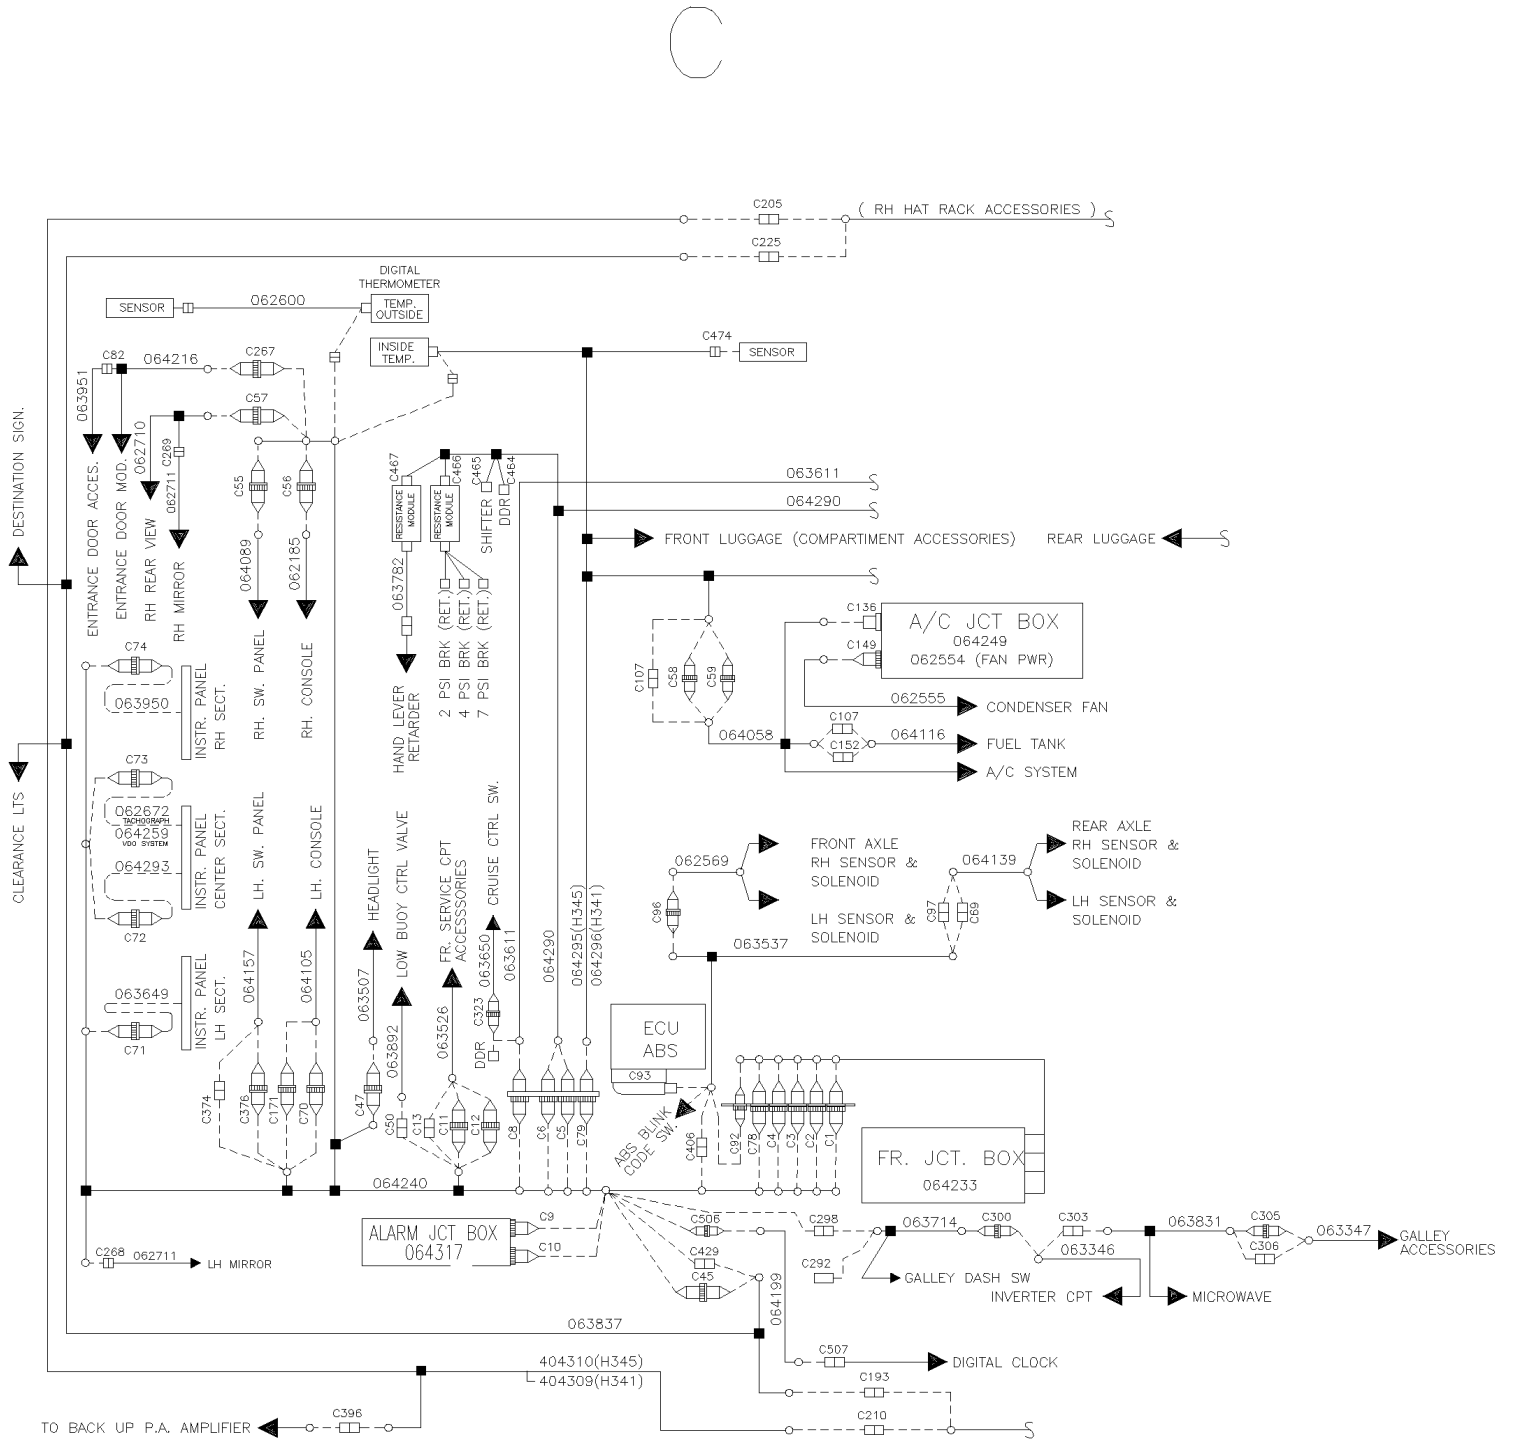 C
C205
( RH HAT RACK ACCESSORIES )
C225
DIGITAL
THERMOMETER
SENSOR
062600
TEMP.
OUTSIDE
INSIDE
TEMP.
C474
SENSOR
C82
064216
C267
063951
C57
062710
C269
062711
DESTINATION SIGN.
ENTRANCE DOOR ACCES.
ENTRANCE DOOR MOD.
RH REAR VIEW
RH MIRROR
C55
C56
064089
062185
RH. SW. PANEL
RH. CONSOLE
C467
C466
C465
C464
RESISTANCE
MODULE
RESISTANCE
MODULE
SHIFTER
DDR
063782
2 PSI BRK (RET.)
4 PSI BRK (RET.)
7 PSI BRK (RET.)
HAND LEVER
RETARDER
063611
064290
FRONT LUGGAGE (COMPARTMENT ACCESSORIES)
REAR LUGGAGE
C107
C58
C59
064058
C136
C149
A/C JCT BOX
064249
062554 (FAN PWR)
062555
CONDENSER FAN
C107
C152
064116
FUEL TANK
A/C SYSTEM
C74
063950
INSTR. PANEL
RH SECT.
C73
062672
TACHOGRAPH
064259
VDO SYSTEM
064293
C72
INSTR. PANEL
CENTER SECT.
063649
C71
INSTR. PANEL
LH SECT.
CLEARANCE LTS
LH. SW. PANEL
LH. CONSOLE
064157
064105
C374
C376
C171
C70
HEADLIGHT
063507
C47
LOW BUOY CTRL VALVE
063892
C50
FR. SERVICE CPT
ACCESSSORIES
063526
C13
C11
C12
CRUISE CTRL SW.
063650
C323
DDR
063611
064290
064295(H345)
064296(H341)
C8
C6
C5
C79
062569
FRONT AXLE
RH SENSOR &
SOLENOID
LH SENSOR &
SOLENOID
C96
063537
064139
REAR AXLE
RH SENSOR &
SOLENOID
LH SENSOR &
SOLENOID
C97
C69
ECU
ABS
C93
ABS BLINK
CODE SW.
C406
C92
C78
C4
C3
C2
C1
FR. JCT. BOX
064233
064240
ALARM JCT BOX
064317
C9
C10
C268
062711
LH MIRROR
C506
C429
C45
064199
C298
C292
063714
C300
C303
063346
063831
C305
C306
063347
GALLEY
ACCESSORIES
GALLEY DASH SW
INVERTER CPT
MICROWAVE
063837
C507
DIGITAL CLOCK
404310(H345)
404309(H341)
C193
C210
TO BACK UP P.A. AMPLIFIER
C396